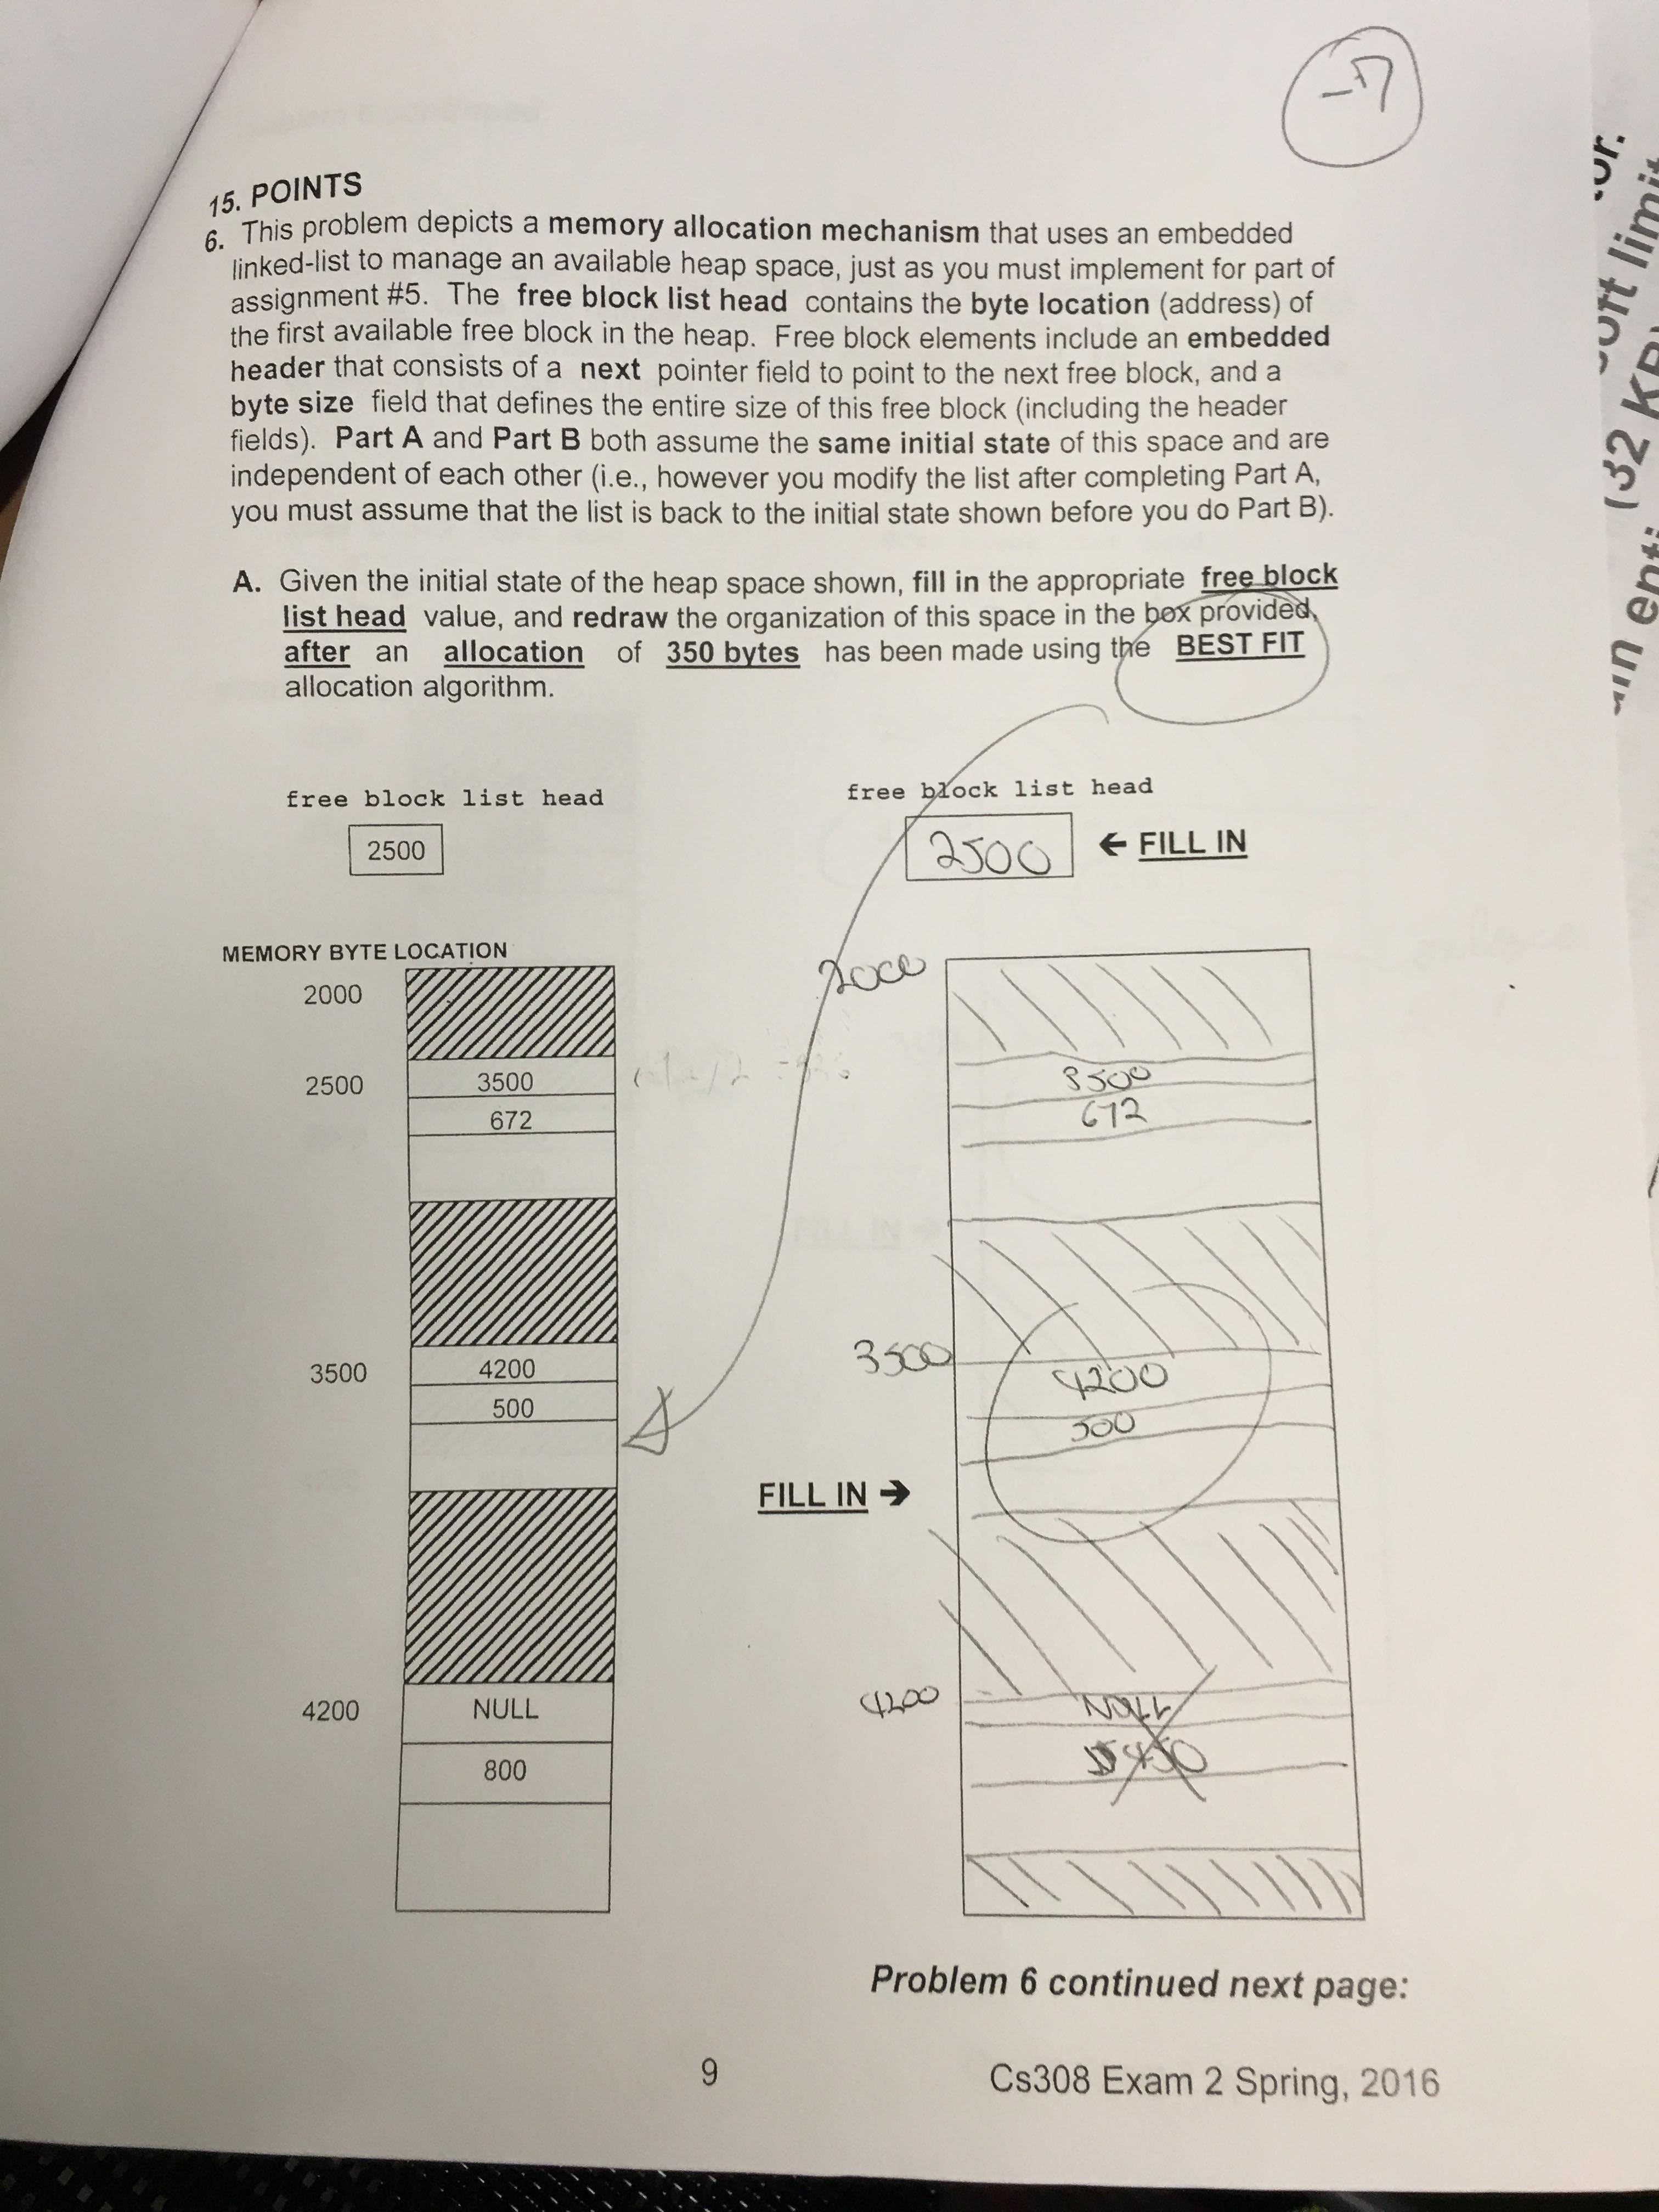 -7
15. POINTS
6. This problem depicts a memory allocation mechanism that uses an embedded
linked-list to manage an available heap space, just as you must implement for part of
assignment #5. The free block list head contains the byte location (address) of
the first available free block in the heap. Free block elements include an embedded
header that consists of a next pointer field to point to the next free block, and a
byte size field that defines the entire size of this free block (including the header
fields). Part A and Part B both assume the same initial state of this space and are
independent of each other (i.e., however you modify the list after completing Part A,
you must assume that the list is back to the initial state shown before you do Part B).
A. Given the initial state of the heap space shown, fill in the appropriate free block
list head value, and redraw the organization of this space in the box provided,
after an allocation of 350 bytes has been made using the BEST FIT
allocation algorithm.
free block list head
2500
MEMORY BYTE LOCATION
2000
2500
3500
672
3500
4200
500
4200
NULL
800
free block list head
2500 ← FILL IN
2000
3500
672
3500
4200
500
FILL IN →
4200
NULL
450
Problem 6 continued next page:
9
Cs308 Exam 2 Spring, 2016
or.
soft limit
(32 KB)
enti